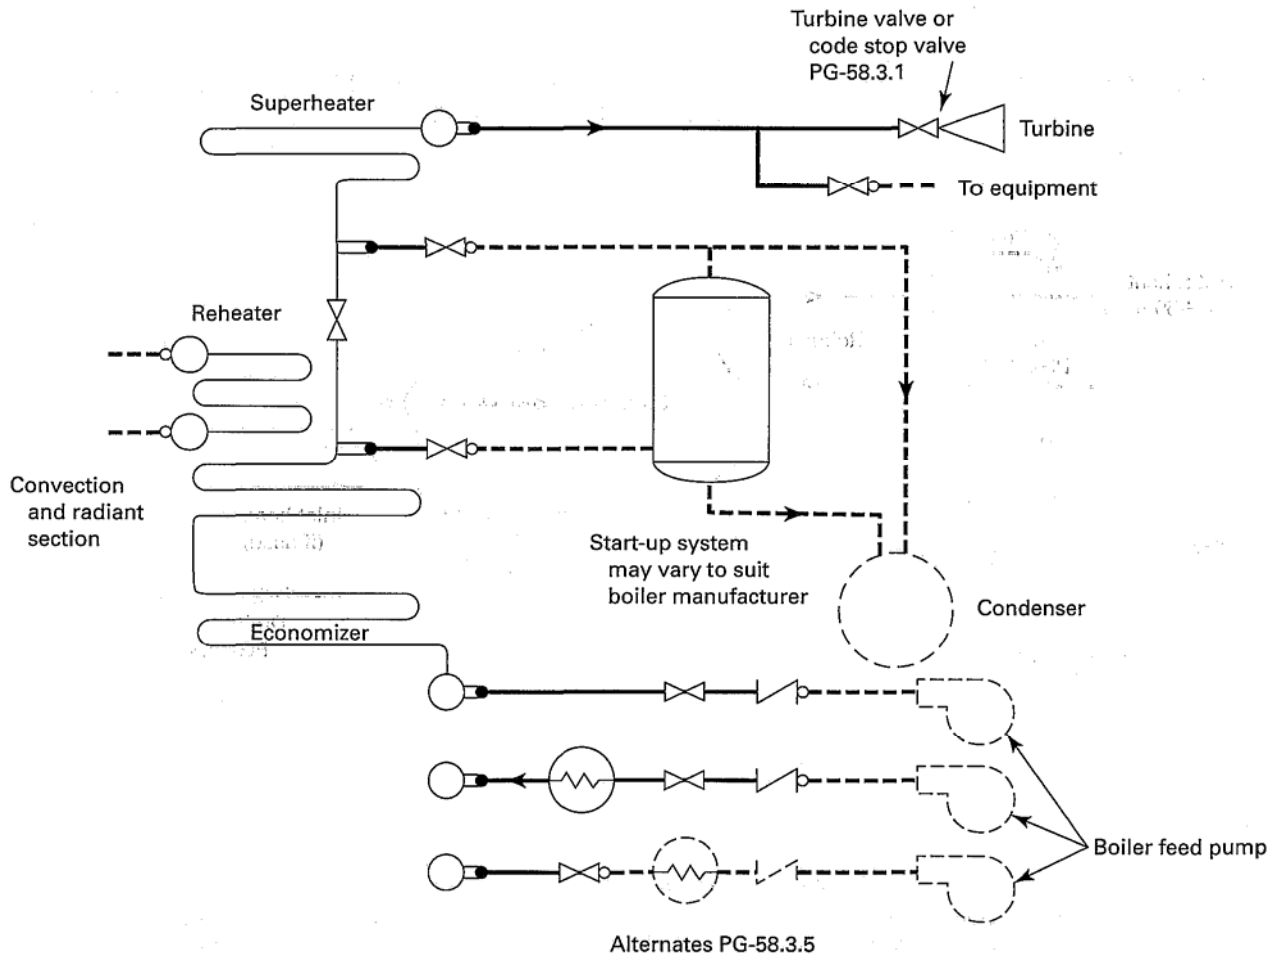 Turbine valve or
code stop valve
PG-58.3.1
Superheater
Turbine
To equipment
Reheater
Convection
and radiant
section
Start-up system
may vary to suit
boiler manufacturer
Condenser
Economizer
Boiler feed pump
Alternates PG-58.3.5